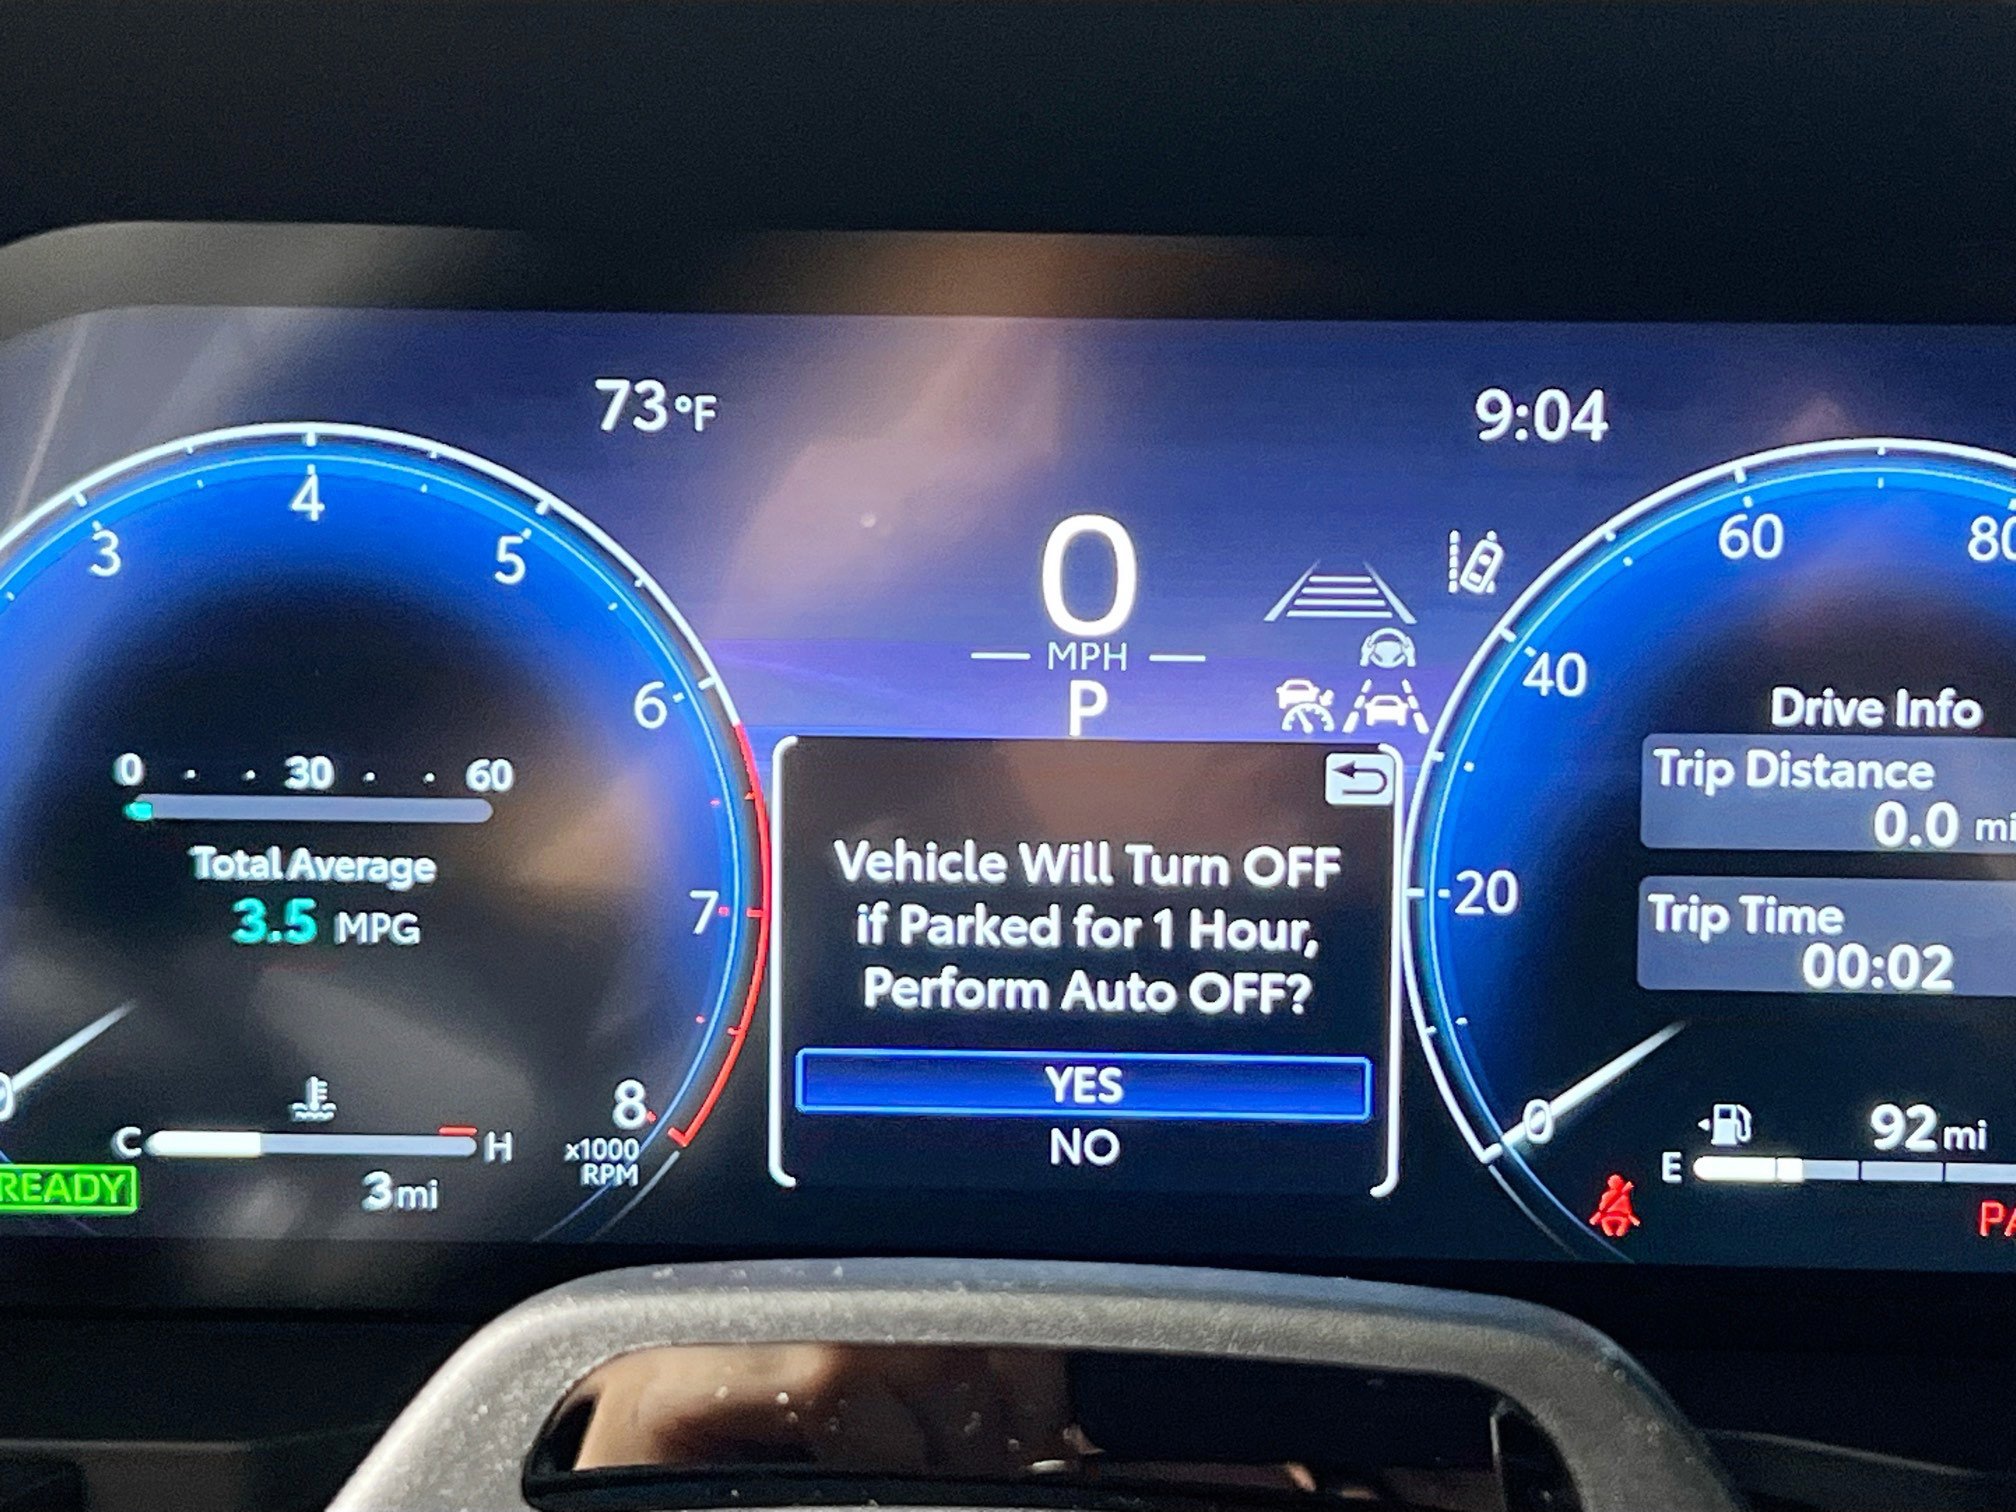 73°F
9:04
3
4
5
6
7
8
x1000
RPM
0 30 60
Total Average
3.5 MPG
C H
3mi
READY
0
MPH
P
Vehicle Will Turn OFF
if Parked for 1 Hour,
Perform Auto OFF?
YES
NO
60
80
40
20
0
Drive Info
Trip Distance
0.0 mi
Trip Time
00:02
92mi
E